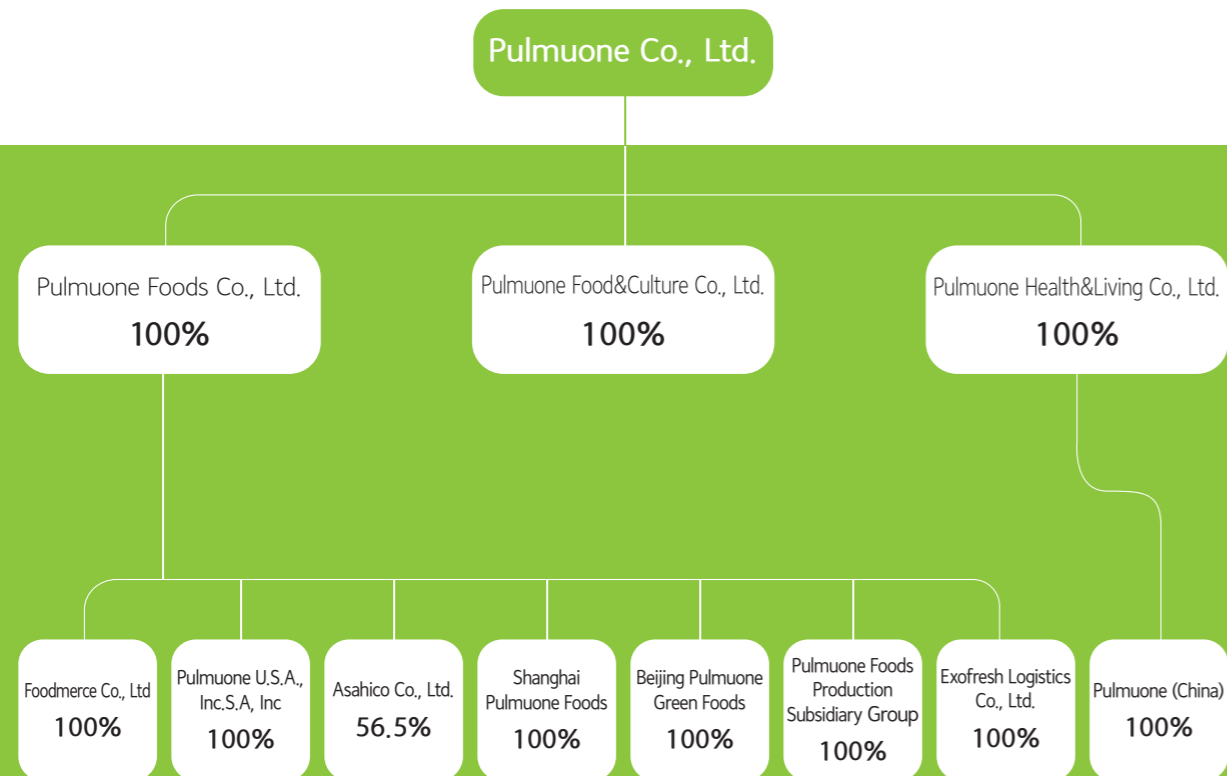 Pulmuone Co., Ltd.
Pulmuone Foods Co., Ltd.
100%
Pulmuone Food&Culture Co., Ltd.
100%
Pulmuone Health&Living Co., Ltd.
100%
Foodmerce Co., Ltd
100%
Pulmuone U.S.A.,
Inc.S.A, Inc
100%
Asahico Co., Ltd.
56.5%
Shanghai
Pulmuone Foods
100%
Beijing Pulmuone
Green Foods
100%
Pulmuone Foods
Production
Subsidiary Group
100%
Exofresh Logistics
Co., Ltd.
100%
Pulmuone (China)
100%